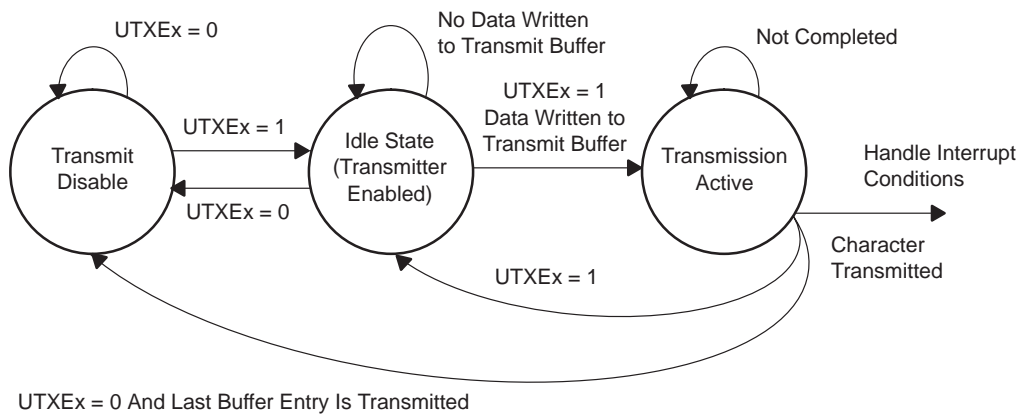 UTXEx = 0
No Data Written
to Transmit Buffer
Not Completed
UTXEx = 1
UTXEx = 1
Data Written to
Transmit Buffer
Transmit
Disable
Idle State
(Transmitter
Enabled)
Transmission
Active
Handle Interrupt
Conditions
UTXEx = 0
UTXEx = 1
Character
Transmitted
UTXEx = 0 And Last Buffer Entry Is Transmitted